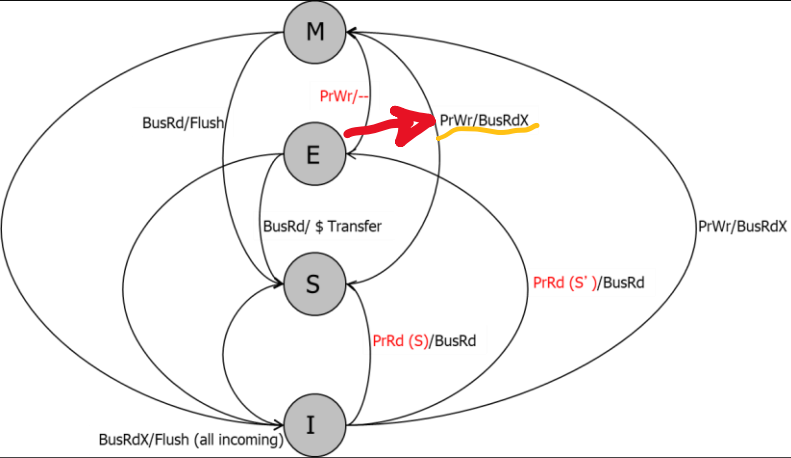 M
PrWr/--
BusRd/Flush
PrWr/BusRdX
E
BusRd/ $ Transfer
PrWr/BusRdX
S
PrRd (S')/BusRd
PrRd (S)/BusRd
I
BusRdX/Flush (all incoming)